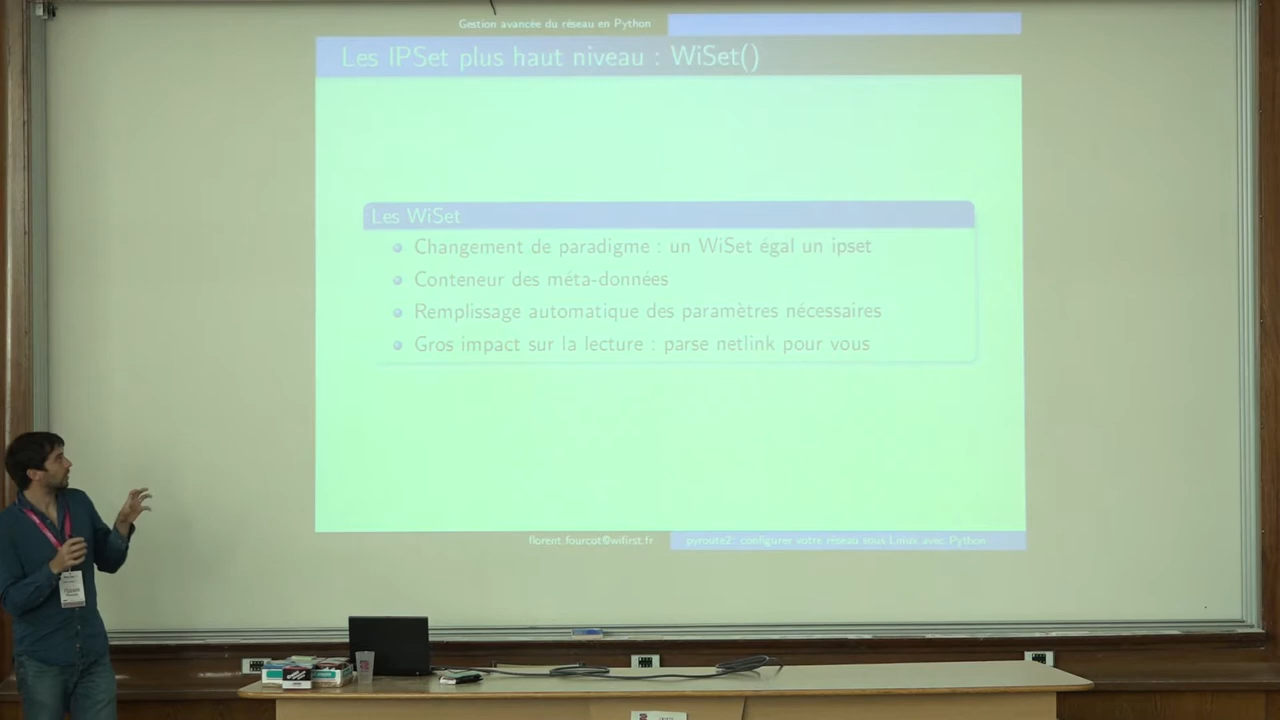 Gestion avancée du réseau en Python
Les IPSet plus haut niveau : WiSet()
Les WiSet
Changement de paradigme : un WiSet égal un ipset
Conteneur des méta-données
Remplissage automatique des paramètres nécessaires
Gros impact sur la lecture : parse netlink pour vous
florent.fourcot@wifirst.fr
pyroute2: configurer votre réseau sous Linux avec Python